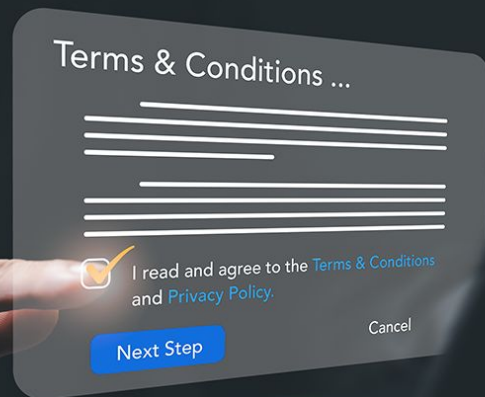 Terms & Conditions ...
I read and agree to the Terms & Conditions
and Privacy Policy.
Next Step
Cancel